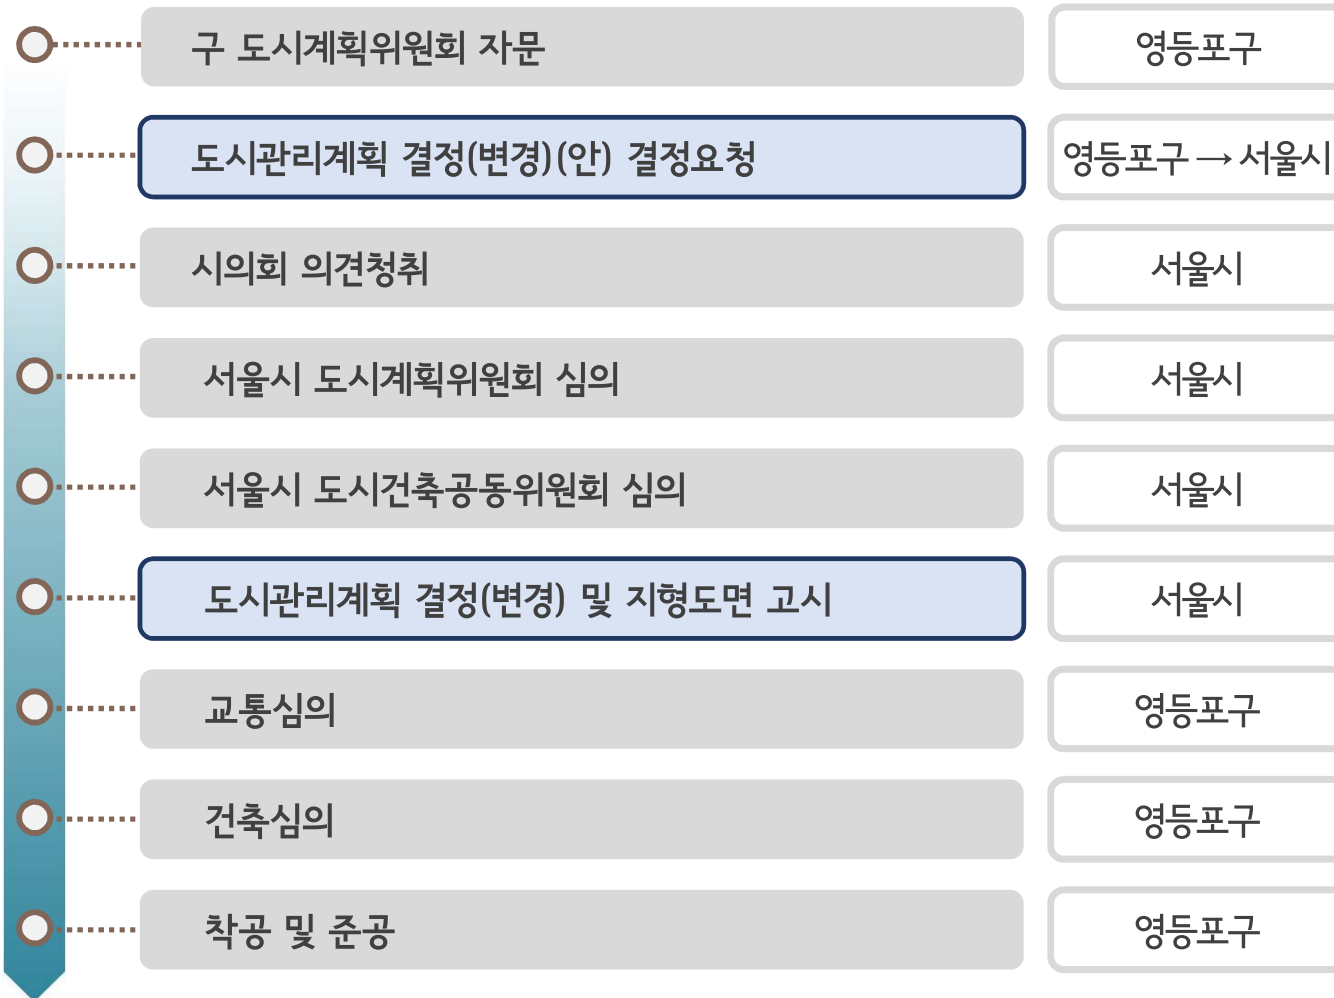 구 도시계획위원회 자문 영등포구
도시관리계획 결정(변경)(안) 결정요청 영등포구 → 서울시
시의회 의견청취 서울시
서울시 도시계획위원회 심의 서울시
서울시 도시건축공동위원회 심의 서울시
도시관리계획 결정(변경) 및 지형도면 고시 서울시
교통심의 영등포구
건축심의 영등포구
착공 및 준공 영등포구